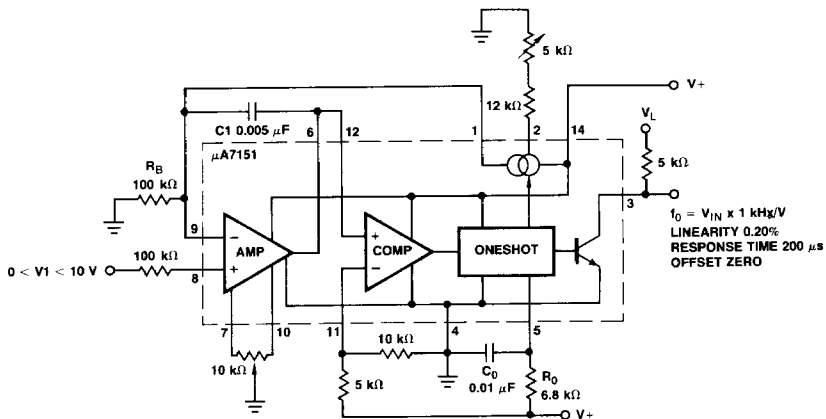 5 kΩ
12 kΩ
V+
C1 0.005 μF
6
12
1
2
14
V_L
μA7151
R_B
100 kΩ
5 kΩ
3
9
−
AMP
+
+
COMP
−
ONESHOT
f_0 = V_IN x 1 kHx/V
LINEARITY 0.20%
RESPONSE TIME 200 μs
OFFSET ZERO
0 < V1 < 10 V
100 kΩ
8
7
10
11
4
5
10 kΩ
10 kΩ
5 kΩ
C_0
0.01 μF
R_0
6.8 kΩ
V+